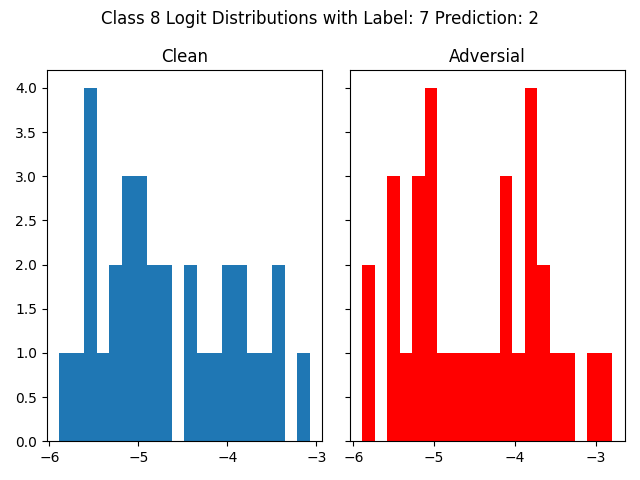 Class 8 Logit Distributions with Label: 7 Prediction: 2
Clean
Adversial
4.0
3.5
3.0
2.5
2.0
1.5
1.0
0.5
0.0
−6 −5 −4 −3
−6 −5 −4 −3